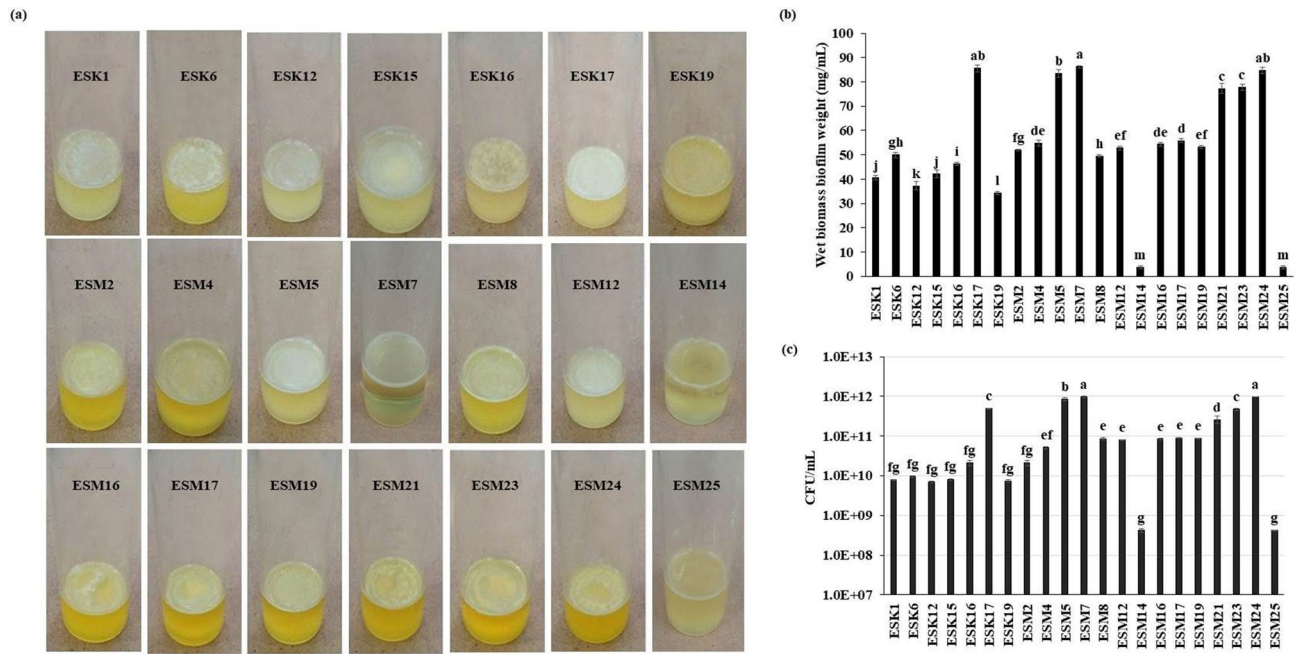 (a)
ESK1 ESK6 ESK12 ESK15 ESK16 ESK17 ESK19
ESM2 ESM4 ESM5 ESM7 ESM8 ESM12 ESM14
ESM16 ESM17 ESM19 ESM21 ESM23 ESM24 ESM25
(b)
Wet biomass biofilm weight (mg/mL)
100
90
80
70
60
50
40
30
20
10
0
j gh k j i ab l fg de b a h ef m de d ef c c ab m
ESK1 ESK6 ESK12 ESK15 ESK16 ESK17 ESK19 ESM2 ESM4 ESM5 ESM7 ESM8 ESM12 ESM14 ESM16 ESM17 ESM19 ESM21 ESM23 ESM24 ESM25
(c)
CFU/mL
1.0E+13
1.0E+12
1.0E+11
1.0E+10
1.0E+09
1.0E+08
1.0E+07
fg fg fg fg fg c fg fg ef b a e e g e e e d c a g
ESK1 ESK6 ESK12 ESK15 ESK16 ESK17 ESK19 ESM2 ESM4 ESM5 ESM7 ESM8 ESM12 ESM14 ESM16 ESM17 ESM19 ESM21 ESM23 ESM24 ESM25